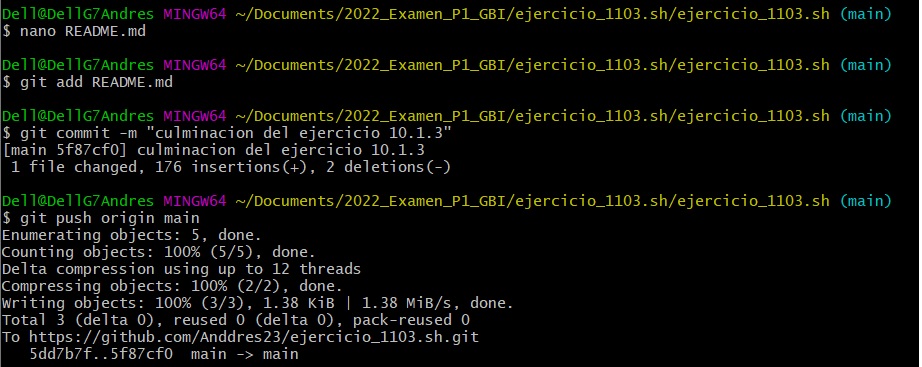 Dell@DellG7Andres MINGW64 ~/Documents/2022_Examen_P1_GBI/ejercicio_1103.sh/ejercicio_1103.sh (main)
$ nano README.md
Dell@DellG7Andres MINGW64 ~/Documents/2022_Examen_P1_GBI/ejercicio_1103.sh/ejercicio_1103.sh (main)
$ git add README.md
Dell@DellG7Andres MINGW64 ~/Documents/2022_Examen_P1_GBI/ejercicio_1103.sh/ejercicio_1103.sh (main)
$ git commit -m "culminacion del ejercicio 10.1.3"
[main 5f87cf0] culminacion del ejercicio 10.1.3
 1 file changed, 176 insertions(+), 2 deletions(-)
Dell@DellG7Andres MINGW64 ~/Documents/2022_Examen_P1_GBI/ejercicio_1103.sh/ejercicio_1103.sh (main)
$ git push origin main
Enumerating objects: 5, done.
Counting objects: 100% (5/5), done.
Delta compression using up to 12 threads
Compressing objects: 100% (2/2), done.
Writing objects: 100% (3/3), 1.38 KiB | 1.38 MiB/s, done.
Total 3 (delta 0), reused 0 (delta 0), pack-reused 0
To https://github.com/Anddres23/ejercicio_1103.sh.git
   5dd7b7f..5f87cf0  main -> main